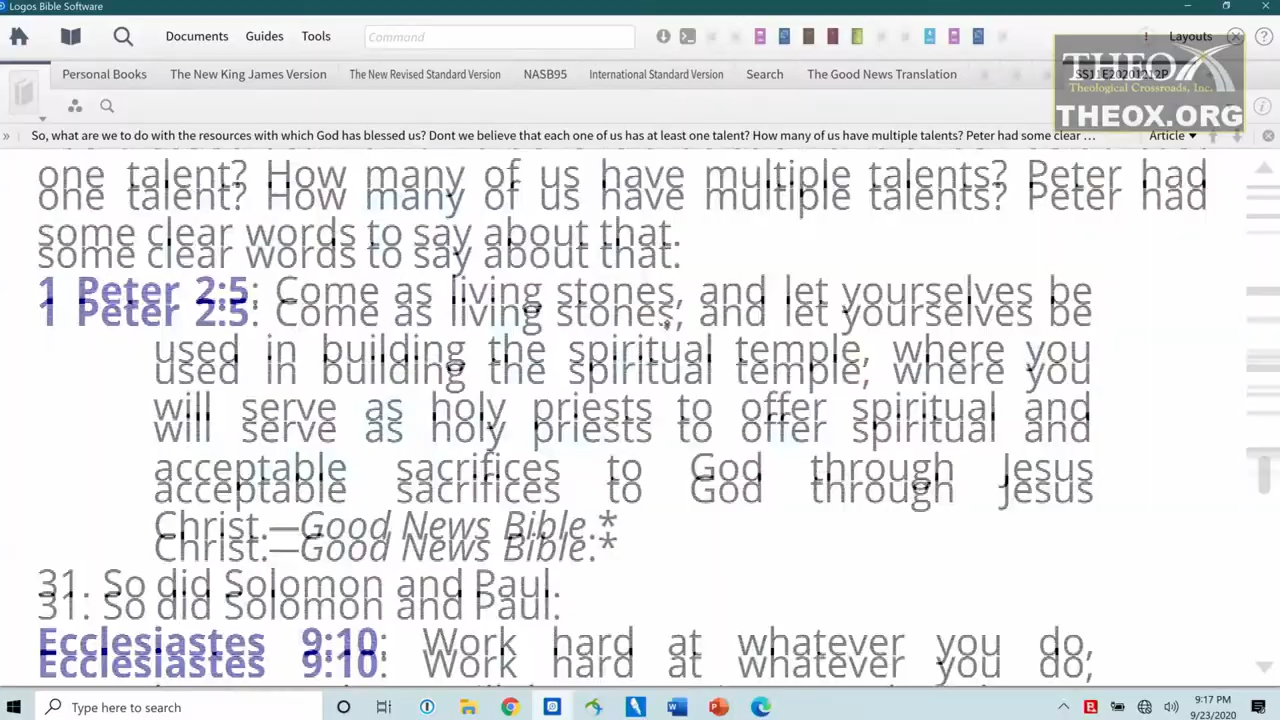 Logos Bible Software
Documents Guides Tools Command Layouts
Personal Books The New King James Version The New Revised Standard Version NASB95 International Standard Version Search The Good News Translation SS11E20201212P
THEOX
Theological Crossroads, Inc.
THEOX.ORG
» So, what are we to do with the resources with which God has blessed us? Dont we believe that each one of us has at least one talent? How many of us have multiple talents? Peter had some clear ... Article
one talent? How many of us have multiple talents? Peter had
some clear words to say about that:
1 Peter 2:5: Come as living stones, and let yourselves be
used in building the spiritual temple, where you
will serve as holy priests to offer spiritual and
acceptable sacrifices to God through Jesus
Christ.—Good News Bible.*
31. So did Solomon and Paul:
Ecclesiastes 9:10: Work hard at whatever you do,
Type here to search
9:17 PM
9/23/2020